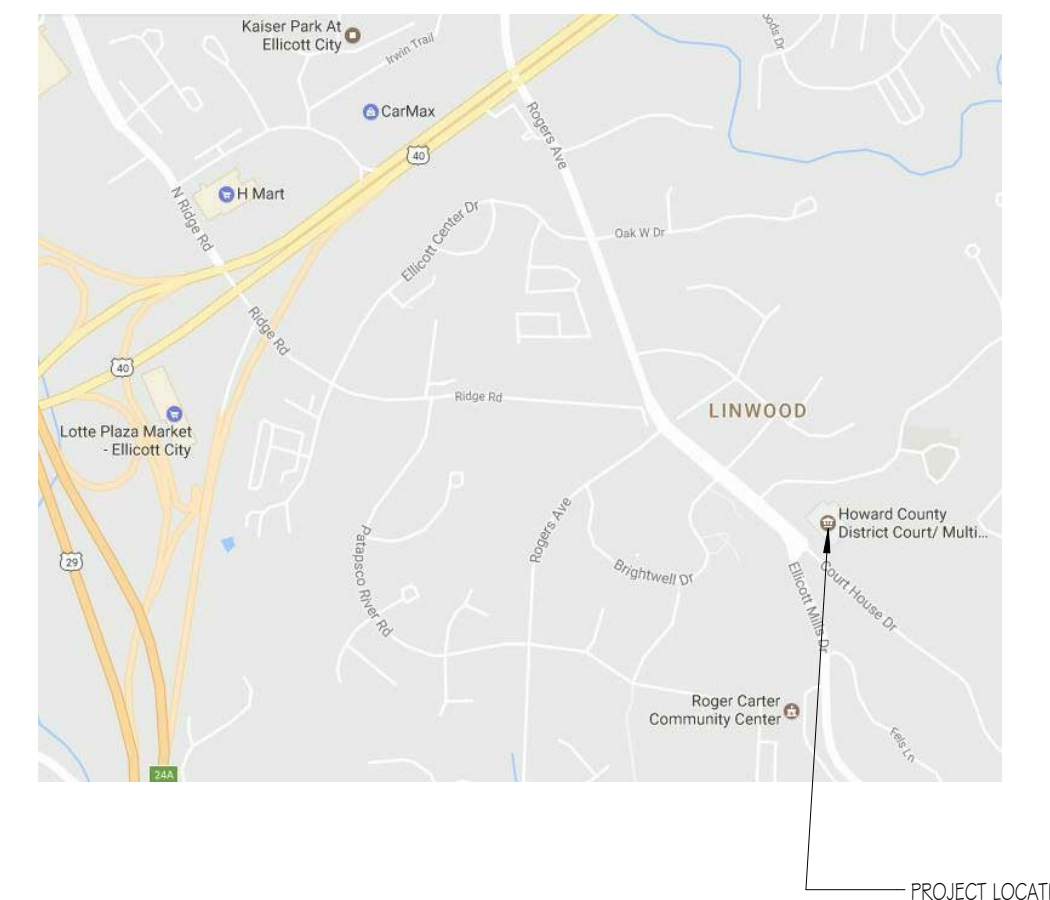 Kaiser Park At
Ellicott City
Irwin Trail
oods Dr
CarMax
Rogers Ave
40
N Ridge Rd
H Mart
Ellicott Center Dr
Oak W Dr
Ridge Rd
40
Ridge Rd
LINWOOD
Lotte Plaza Market
- Ellicott City
Howard County
District Court/ Multi...
Rogers Ave
Patapsco River Rd
29
Brightwell Dr
Ellicott Mills Dr
Court House Dr
Roger Carter
Community Center
Fels Ln
24A
PROJECT LOCATI